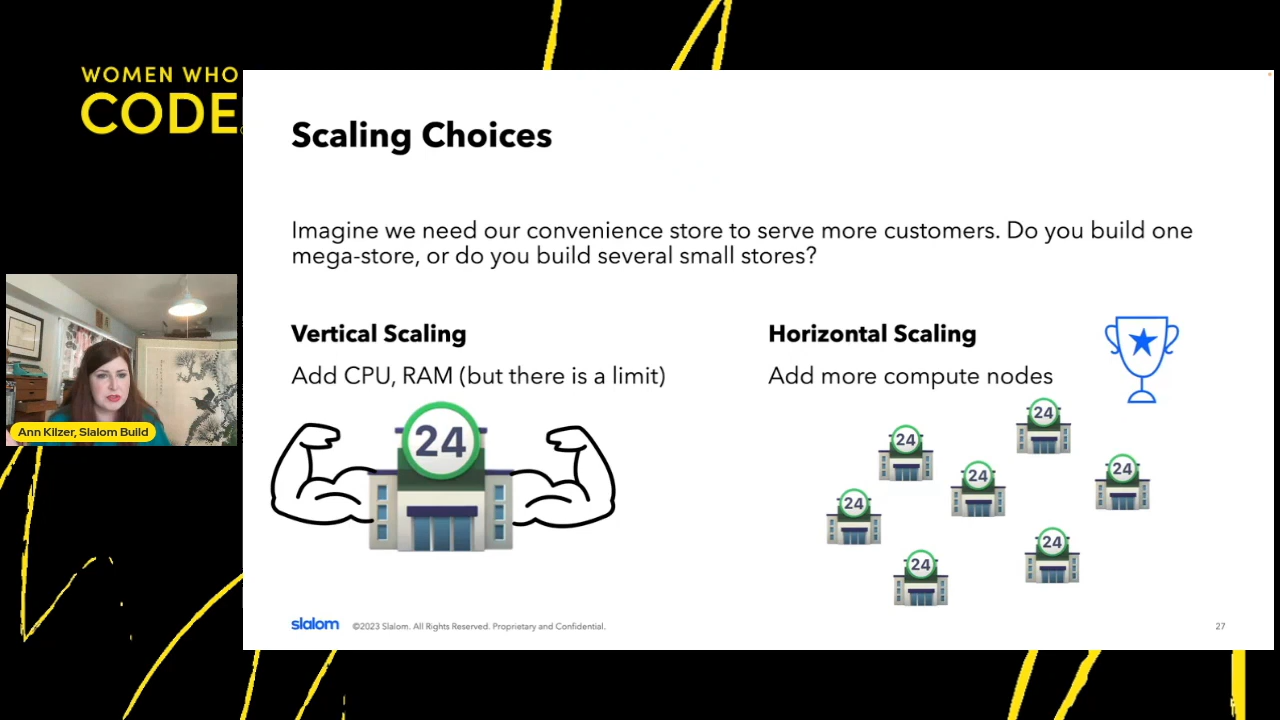 WOMEN WHO
CODE
Scaling Choices
Imagine we need our convenience store to serve more customers. Do you build one
mega-store, or do you build several small stores?
Vertical Scaling
Add CPU, RAM (but there is a limit)
24
Horizontal Scaling
Add more compute nodes
24
24
24
24
24
24
24
Ann Kilzer, Slalom Build
slalom
©2023 Slalom. All Rights Reserved. Proprietary and Confidential.
27